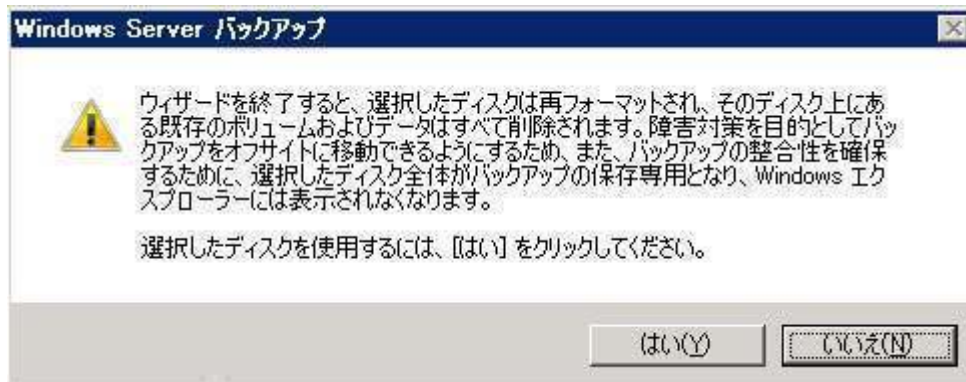 Windows Server バックアップ
ウィザードを終了すると、選択したディスクは再フォーマットされ、そのディスク上にあ
る既存のボリュームおよびデータはすべて削除されます。障害対策を目的としてバッ
クアップをオフサイトに移動できるようにするため、また、バックアップの整合性を確保
するために、選択したディスク全体がバックアップの保存専用となり、Windows エク
スプローラーには表示されなくなります。
選択したディスクを使用するには、[はい] をクリックしてください。
はい(Y)
いいえ(N)